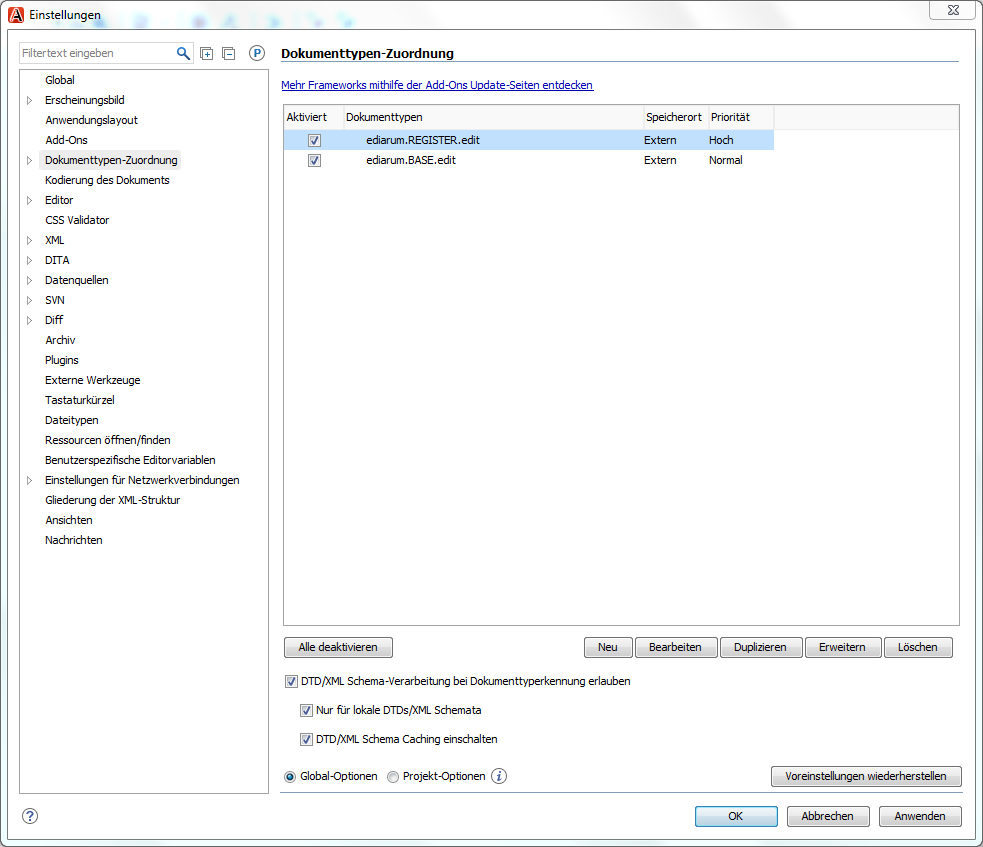 Einstellungen
Filtertext eingeben
P
Global
Erscheinungsbild
Anwendungslayout
Add-Ons
Dokumenttypen-Zuordnung
Kodierung des Dokuments
Editor
CSS Validator
XML
DITA
Datenquellen
SVN
Diff
Archiv
Plugins
Externe Werkzeuge
Tastaturkürzel
Dateitypen
Ressourcen öffnen/finden
Benutzerspezifische Editorvariablen
Einstellungen für Netzwerkverbindungen
Gliederung der XML-Struktur
Ansichten
Nachrichten
Dokumenttypen-Zuordnung
Mehr Frameworks mithilfe der Add-Ons Update-Seiten entdecken
Aktiviert Dokumenttypen Speicherort Priorität
ediarum.REGISTER.edit Extern Hoch
ediarum.BASE.edit Extern Normal
Alle deaktivieren Neu Bearbeiten Duplizieren Erweitern Löschen
DTD/XML Schema-Verarbeitung bei Dokumenttyperkennung erlauben
Nur für lokale DTDs/XML Schemata
DTD/XML Schema Caching einschalten
Global-Optionen Projekt-Optionen i Voreinstellungen wiederherstellen
? OK Abbrechen Anwenden